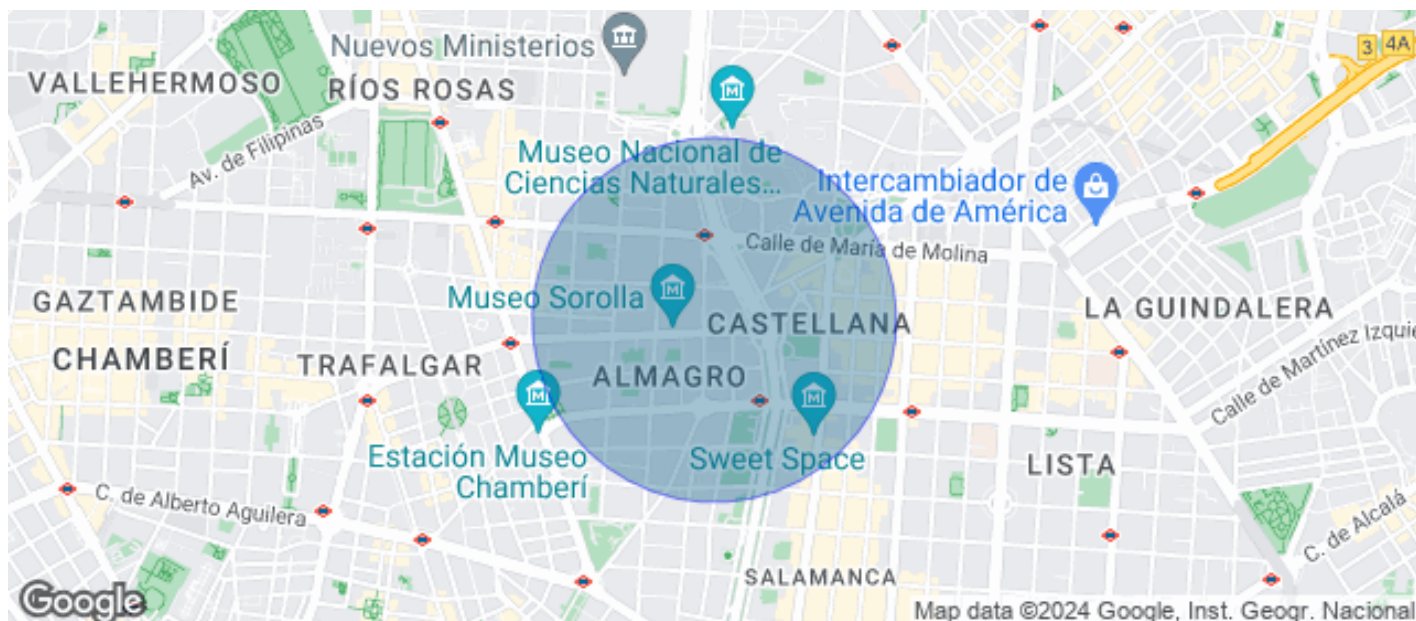 Nuevos Ministerios
3
4A
VALLEHERMOSO
RÍOS ROSAS
Av. de Filipinas
Museo Nacional de
Ciencias Naturales...
Intercambiador de
Avenida de América
Calle de María de Molina
GAZTAMBIDE
Museo Sorolla
CASTELLANA
LA GUINDALERA
CHAMBERÍ
TRAFALGAR
ALMAGRO
Calle de Martínez Izquie
Estación Museo
Chamberí
Sweet Space
LISTA
C. de Alberto Aguilera
C. de Alcalá
SALAMANCA
Google
Map data ©2024 Google, Inst. Geogr. Nacional